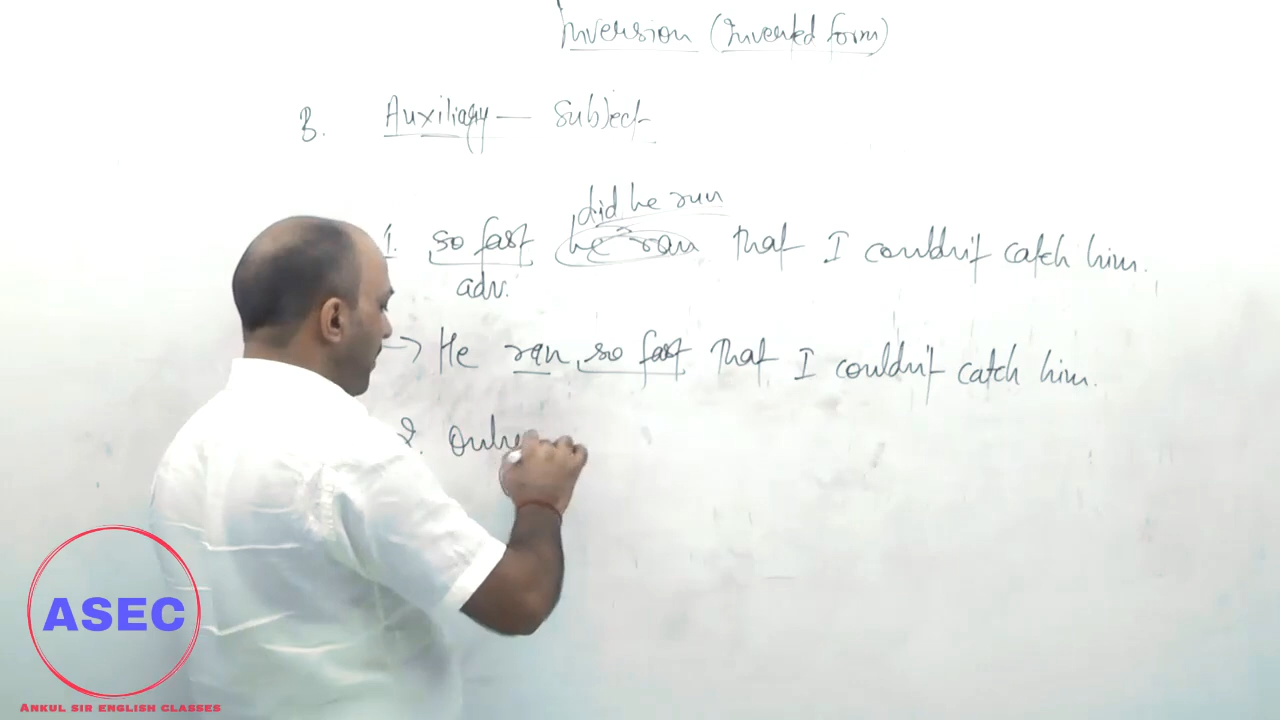 Inversion (Inverted form)
B. Auxiliary — Subject
did he run
1. so fast he ran that I couldn't catch him.
adv.
→ He ran so fast that I couldn't catch him.
2.
ASEC
ANKUL SIR ENGLISH CLASSES